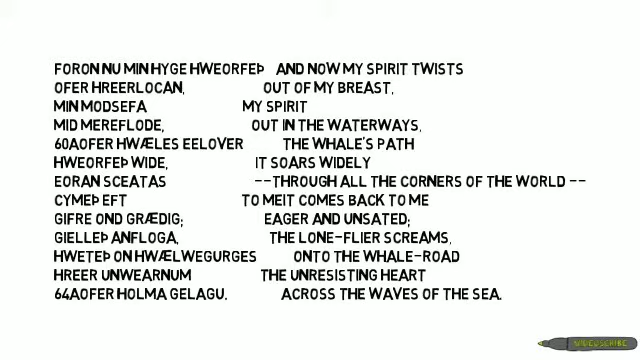 FORON NU MIN HYGE HWEORFEÞ AND NOW MY SPIRIT TWISTS
OFER HREERLOCAN, OUT OF MY BREAST,
MIN MODSEFA MY SPIRIT
MID MEREFLODE, OUT IN THE WATERWAYS,
60AOFER HWÆLES EELOVER THE WHALE'S PATH
HWEORFEÞ WIDE, IT SOARS WIDELY
EORAN SCEATAS --THROUGH ALL THE CORNERS OF THE WORLD --
CYMEÞ EFT TO MEIT COMES BACK TO ME
GIFRE OND GRÆDIG; EAGER AND UNSATED;
GIELLEÞ ANFLOGA, THE LONE-FLIER SCREAMS,
HWETEÞ ON HWÆLWEGURGES ONTO THE WHALE-ROAD
HREER UNWEARNUM THE UNRESISTING HEART
64AOFER HOLMA GELAGU. ACROSS THE WAVES OF THE SEA.
VIDEOSCRIBE